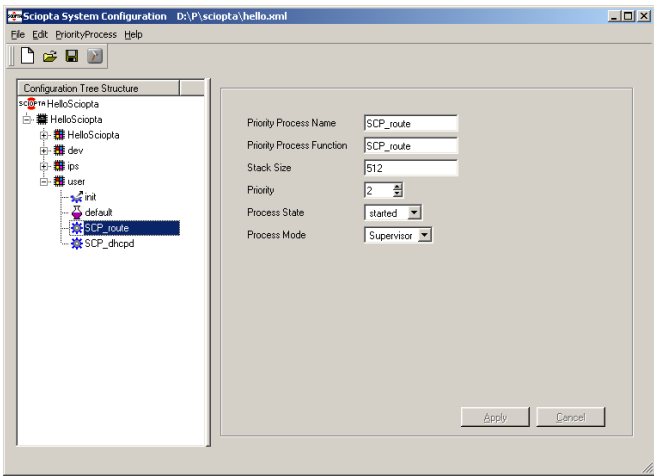 Sciopta System Configuration D:\P\sciopta\hello.xml
File Edit PriorityProcess Help
Configuration Tree Structure
SCIOPTA HelloSciopta
HelloSciopta
HelloSciopta
dev
ips
user
init
default
SCP_route
SCP_dhcpd
Priority Process Name SCP_route
Priority Process Function SCP_route
Stack Size 512
Priority 2
Process State started
Process Mode Supervisor
Apply Cancel